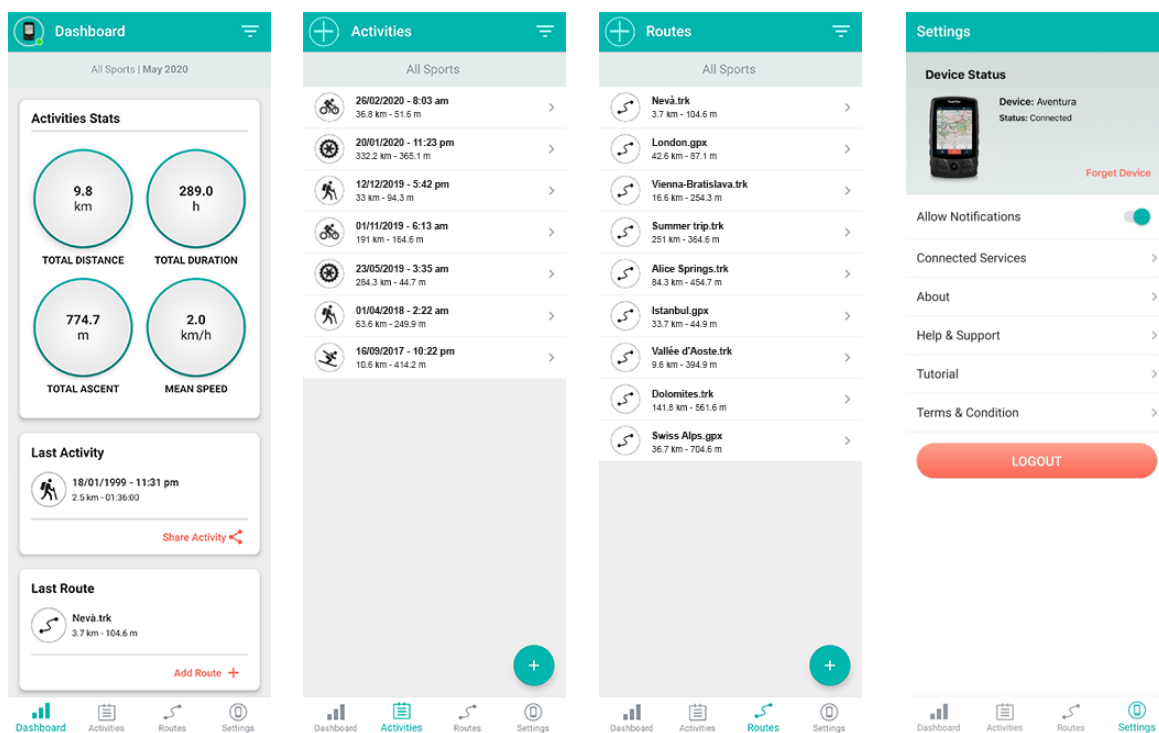 Dashboard
All Sports | May 2020
Activities Stats
9.8
km
289.0
h
TOTAL DISTANCE
TOTAL DURATION
774.7
m
2.0
km/h
TOTAL ASCENT
MEAN SPEED
Last Activity
18/01/1999 - 11:31 pm
2.5 km - 01:36:00
Share Activity
Last Route
Nevà.trk
3.7 km - 104.6 m
Add Route +
Dashboard
Activities
Routes
Settings
Activities
All Sports
26/02/2020 - 8:03 am
36.8 km - 51.6 m
20/01/2020 - 11:23 pm
332.2 km - 365.1 m
12/12/2019 - 5:42 pm
33 km - 94.3 m
01/11/2019 - 6:13 am
191 km - 164.6 m
23/05/2019 - 3:35 am
284.3 km - 44.7 m
01/04/2018 - 2:22 am
63.6 km - 249.9 m
16/09/2017 - 10:22 pm
10.6 km - 414.2 m
+
Dashboard
Activities
Routes
Settings
Routes
All Sports
Nevà.trk
3.7 km - 104.6 m
London.gpx
42.6 km - 87.1 m
Vienna-Bratislava.trk
16.6 km - 254.3 m
Summer trip.trk
251 km - 364.6 m
Alice Springs.trk
84.3 km - 454.7 m
Istanbul.gpx
33.7 km - 44.9 m
Vallée d'Aoste.trk
9.6 km - 394.9 m
Dolomites.trk
141.8 km - 561.6 m
Swiss Alps.gpx
36.7 km - 704.6 m
+
Dashboard
Activities
Routes
Settings
Settings
Device Status
Device: Aventura
Status: Connected
Forget Device
Allow Notifications
Connected Services
About
Help & Support
Tutorial
Terms & Condition
LOGOUT
Dashboard
Activities
Routes
Settings